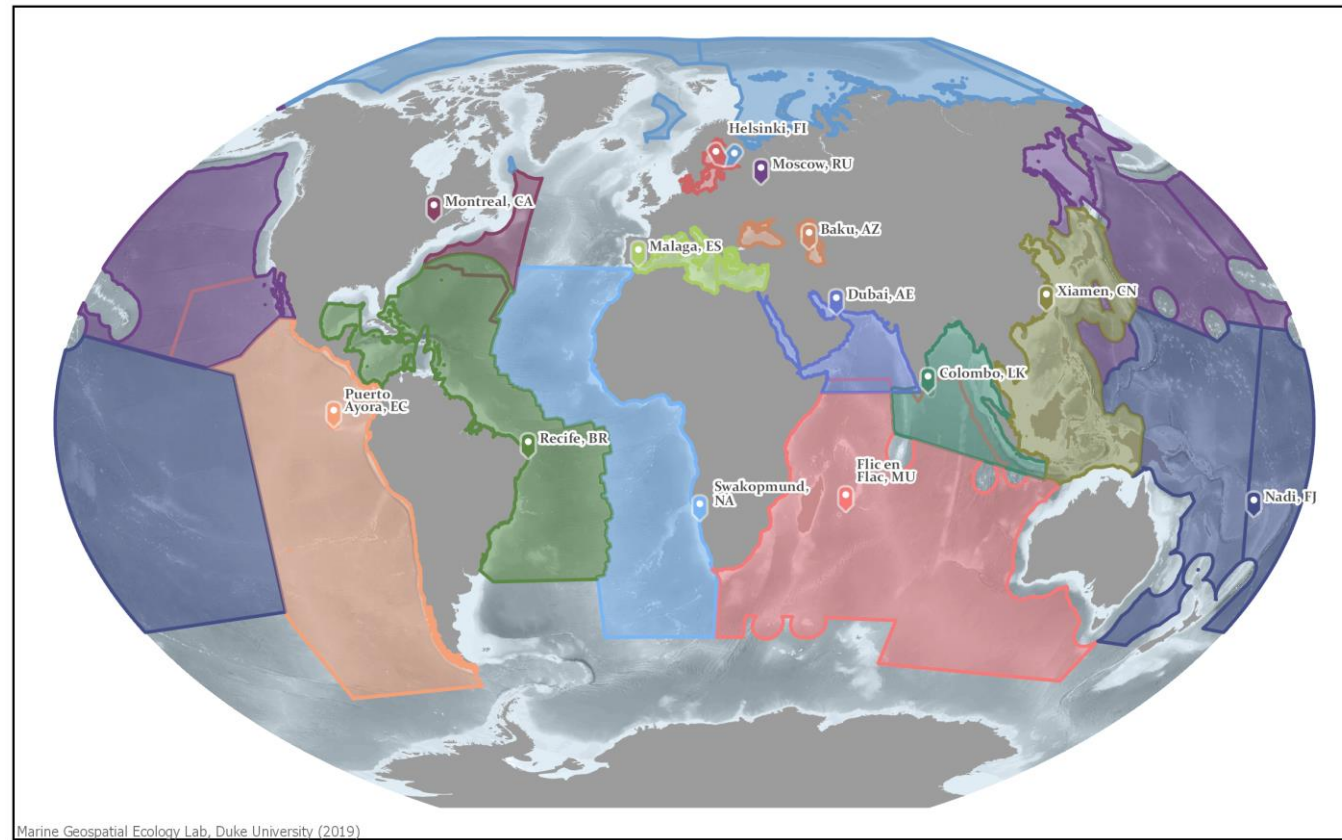 Helsinki, FI
Moscow, RU
Montreal, CA
Malaga, ES
Baku, AZ
Dubai, AE
Xiamen, CN
Colombo, LK
Puerto
Ayora, EC
Recife, BR
Flic en
Flac, MU
Swakopmund,
NA
Nadi, FJ
Marine Geospatial Ecology Lab, Duke University (2019)